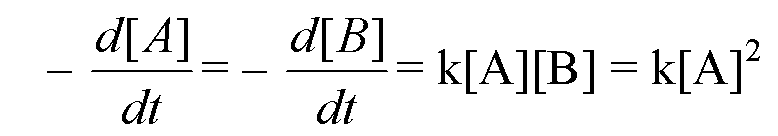 − d[A]/dt = − d[B]/dt = k[A][B] = k[A]²